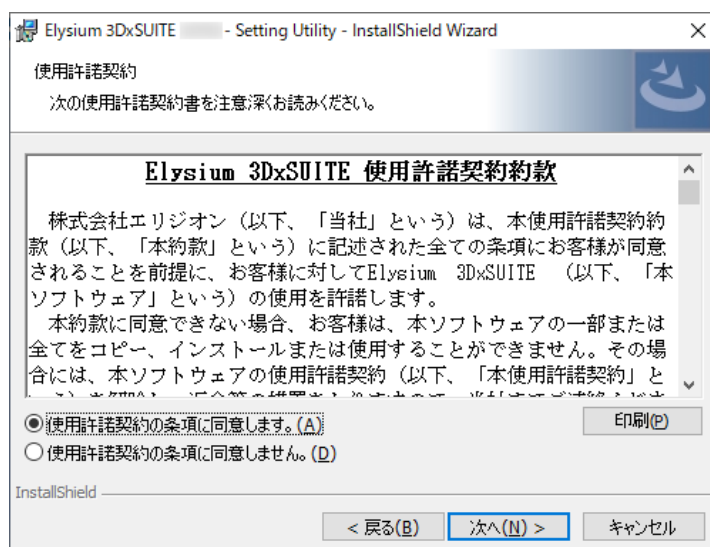 Elysium 3DxSUITE - Setting Utility - InstallShield Wizard
使用許諾契約
次の使用許諾契約書を注意深くお読みください。
Elysium 3DxSUITE 使用許諾契約約款
株式会社エリジオン（以下、「当社」という）は、本使用許諾契約約
款（以下、「本約款」という）に記述された全ての条項にお客様が同意
されることを前提に、お客様に対してElysium 3DxSUITE （以下、「本
ソフトウェア」という）の使用を許諾します。
本約款に同意できない場合、お客様は、本ソフトウェアの一部または
全てをコピー、インストールまたは使用することができません。その場
合には、本ソフトウェアの使用許諾契約（以下、「本使用許諾契約」と
使用許諾契約の条項に同意します。(A)
印刷(P)
使用許諾契約の条項に同意しません。(D)
InstallShield
< 戻る(B)
次へ(N) >
キャンセル